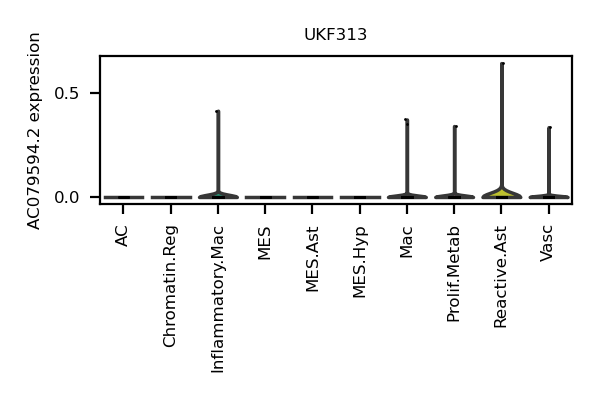 UKF313
AC079594.2 expression
0.5
0.0
AC
Chromatin.Reg
Inflammatory.Mac
MES
MES.Ast
MES.Hyp
Mac
Prolif.Metab
Reactive.Ast
Vasc